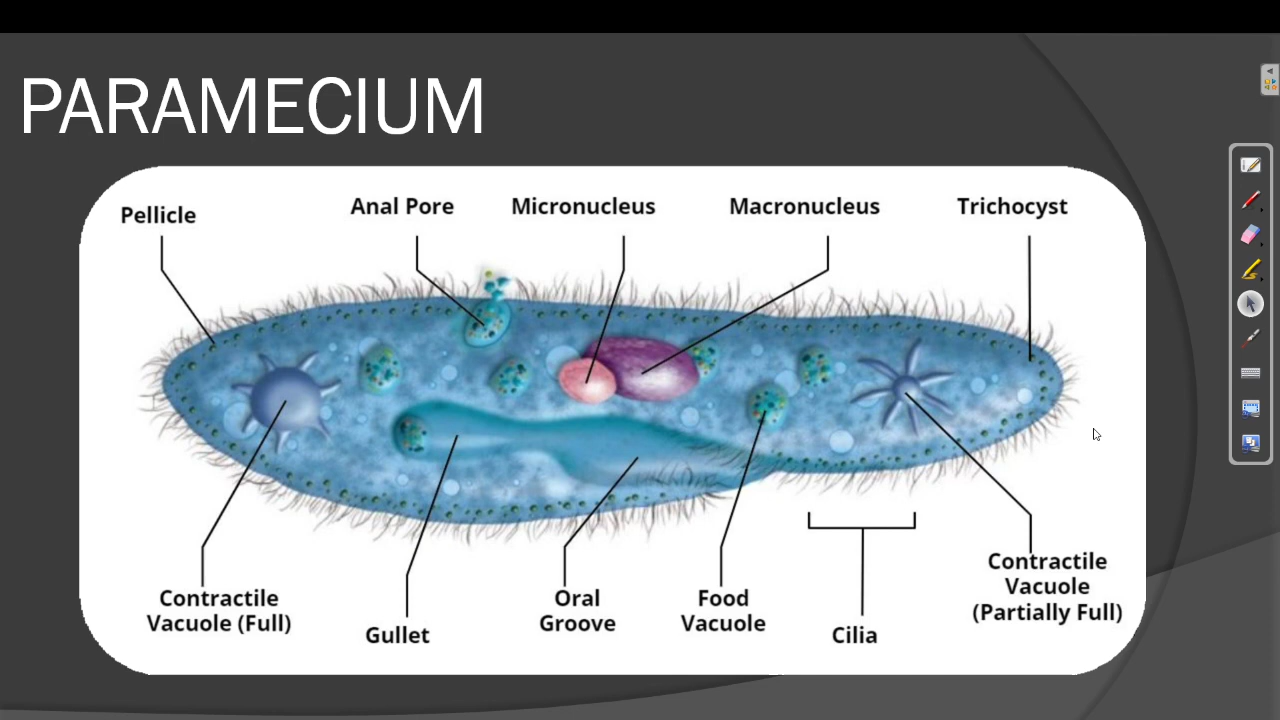 PARAMECIUM
Pellicle
Anal Pore
Micronucleus
Macronucleus
Trichocyst
Contractile
Vacuole (Full)
Gullet
Oral
Groove
Food
Vacuole
Cilia
Contractile
Vacuole
(Partially Full)